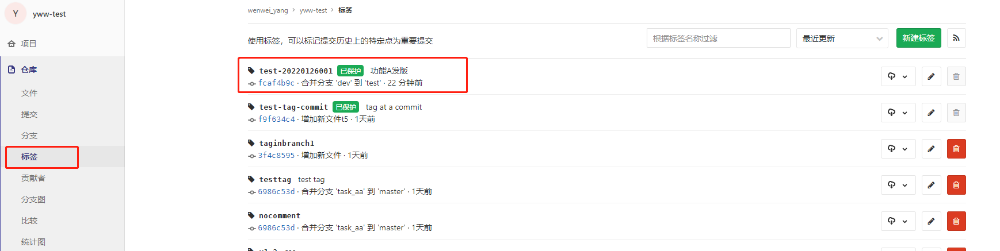 Y yww-test
项目
仓库
文件
提交
分支
标签
贡献者
分支图
比较
统计图
wenwei_yang › yww-test › 标签
使用标签，可以标记提交历史上的特定点为重要提交
根据标签名称过滤
最近更新
新建标签
test-20220126001 已保护 功能A发版
fcaf4b9c · 合并分支 'dev' 到 'test' · 22 分钟前
test-tag-commit 已保护 tag at a commit
f9f634c4 · 增加新文件t5 · 1天前
taginbranch1
3f4c8595 · 增加新文件 · 1天前
testtag test tag
6986c53d · 合并分支 'task_aa' 到 'master' · 1天前
nocomment
6986c53d · 合并分支 'task_aa' 到 'master' · 1天前